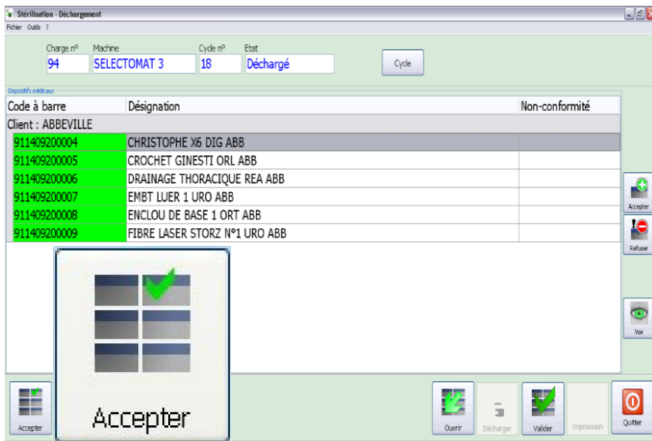 Stérilisation - Déchargement
Fichier Outils ?
Charge n° Machine Cycle n° Etat
94 SELECTOMAT 3 18 Déchargé Cycle
Dispositifs médicaux
Code à barre Désignation Non-conformité
Client : ABBEVILLE
911409200004 CHRISTOPHE X6 DIG ABB
911409200005 CROCHET GINESTI ORL ABB
911409200006 DRAINAGE THORACIQUE REA ABB
911409200007 EMBT LUER 1 URO ABB
911409200008 ENCLOU DE BASE 1 ORT ABB
911409200009 FIBRE LASER STORZ N°1 URO ABB
Accepter
Refuser
Voir
Accepter
Accepter Ouvrir Décharger Valider Impression Quitter